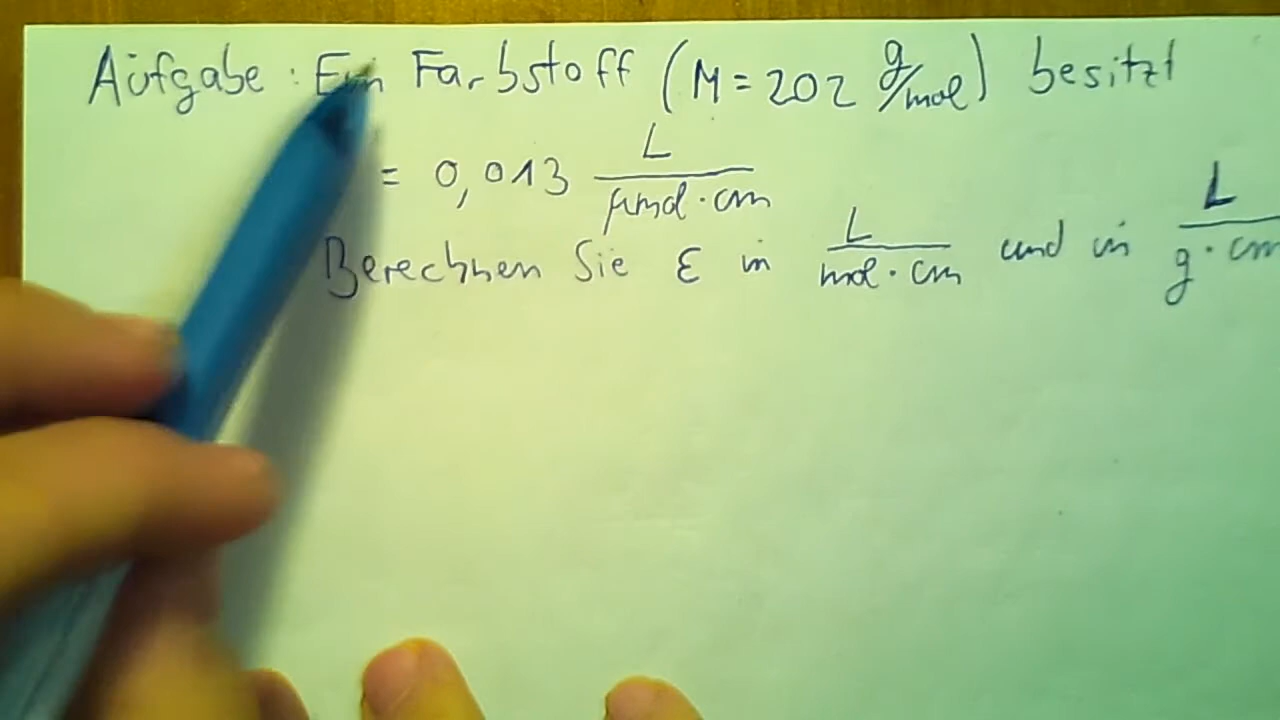 Aufgabe: Ein Farbstoff (M = 202 g/mol) besitzt
= 0,013 L/µmol·cm
Berechnen Sie ε in L/mol·cm und in L/g·cm